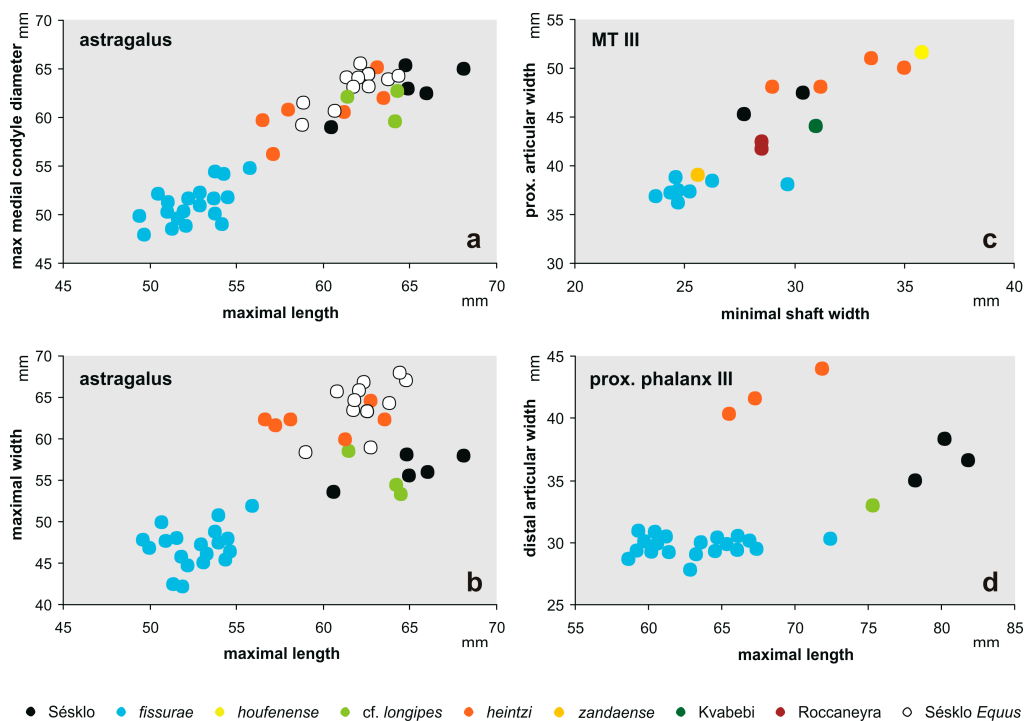 mm
70
65
60
55
50
45
max medial condyle diameter
astragalus
a
45
50
55
60
65
70
mm
maximal length
mm
55
50
45
40
35
30
prox. articular width
MT III
c
20
25
30
35
40
mm
minimal shaft width
mm
70
65
60
55
50
45
40
maximal width
astragalus
b
45
50
55
60
65
70
mm
maximal length
mm
45
40
35
30
25
distal articular width
prox. phalanx III
d
55
60
65
70
75
80
85
mm
maximal length
Sésklo fissurae houfenense cf. longipes heintzi zandaense Kvabebi Roccaneyra Sésklo Equus